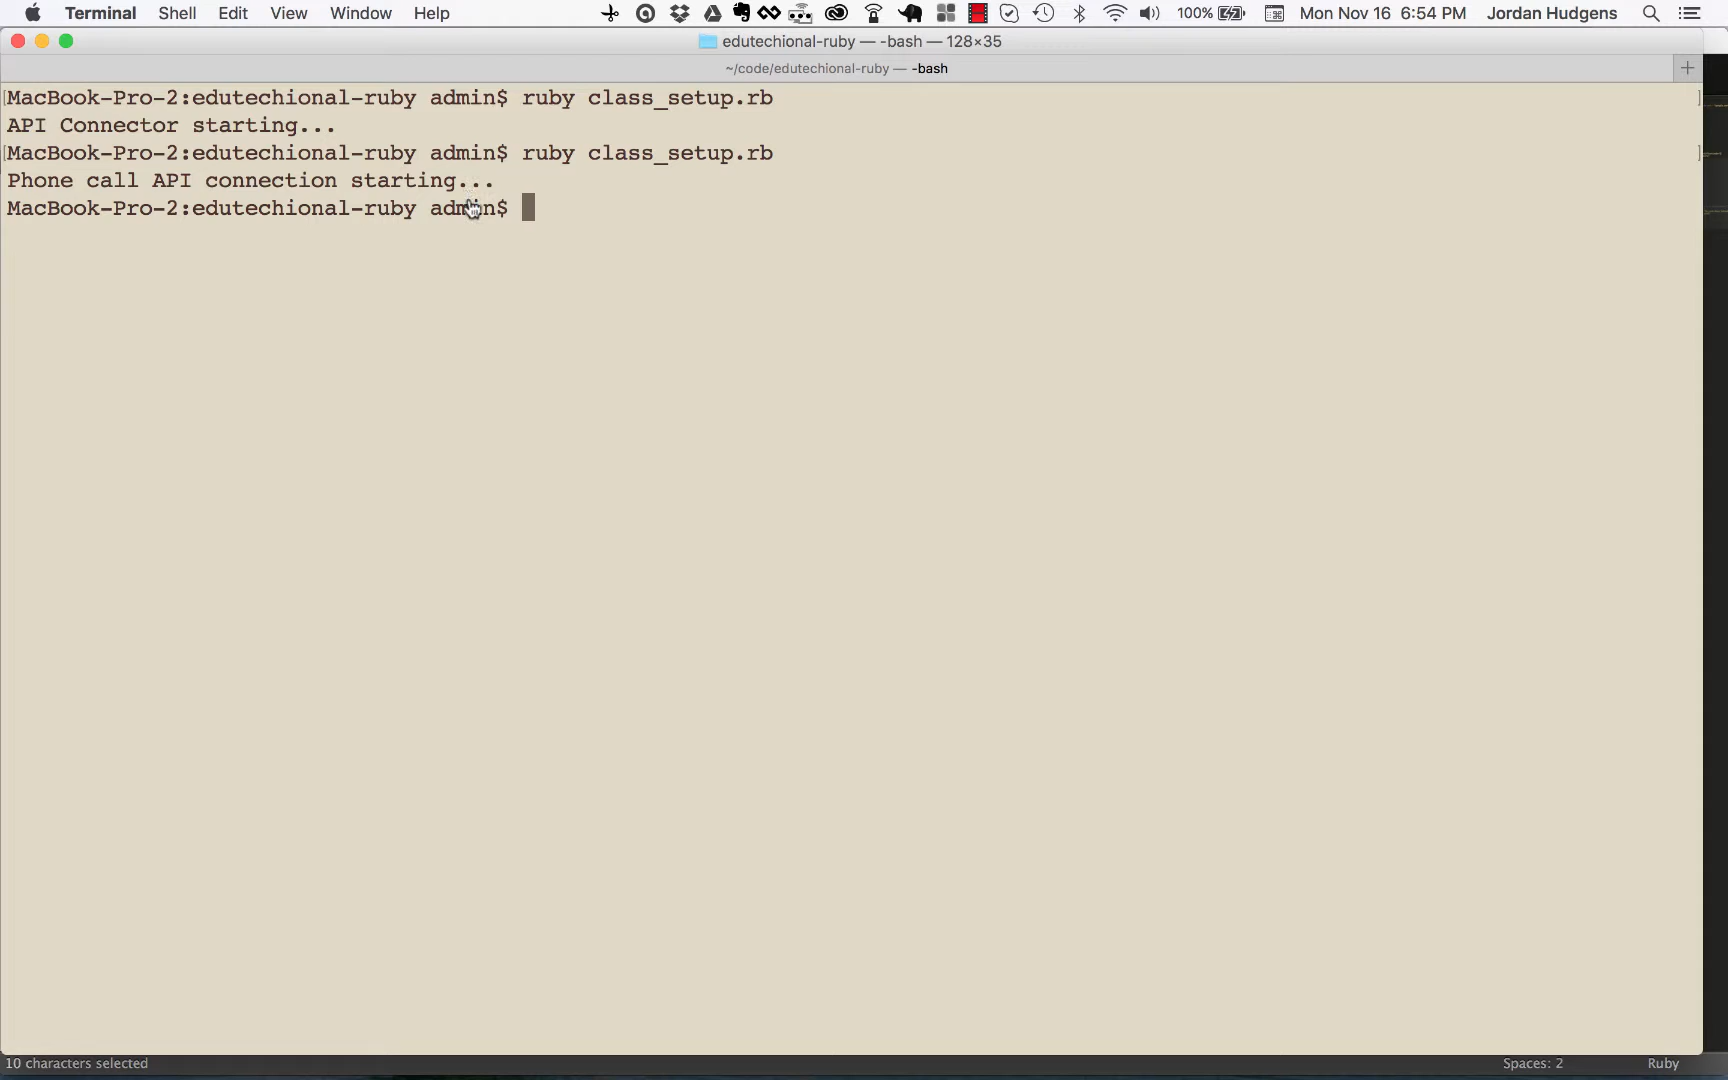 Terminal Shell Edit View Window Help 100% Mon Nov 16 6:54 PM Jordan Hudgens
edutechional-ruby — -bash — 128×35
~/code/edutechional-ruby — -bash
[MacBook-Pro-2:edutechional-ruby admin$ ruby class_setup.rb ]
API Connector starting...
[MacBook-Pro-2:edutechional-ruby admin$ ruby class_setup.rb ]
Phone call API connection starting...
MacBook-Pro-2:edutechional-ruby admin$
10 characters selected Spaces: 2 Ruby